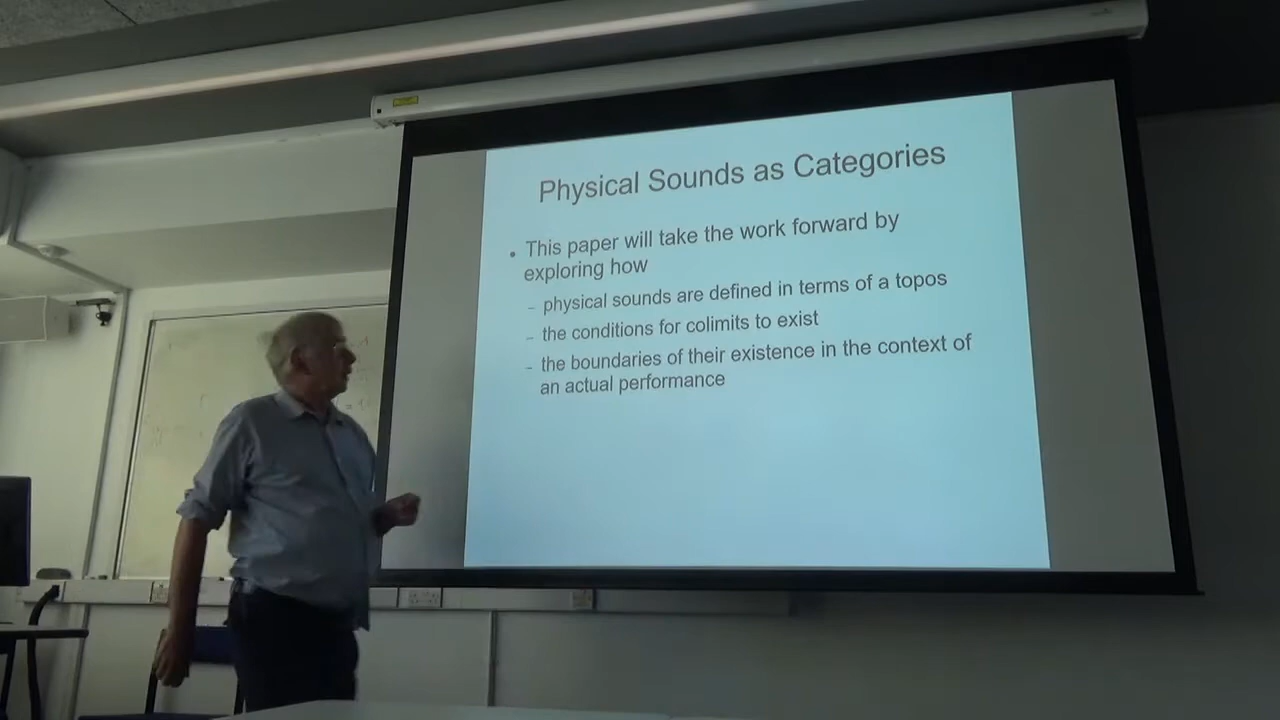 Physical Sounds as Categories
• This paper will take the work forward by
exploring how
– physical sounds are defined in terms of a topos
– the conditions for colimits to exist
– the boundaries of their existence in the context of
an actual performance